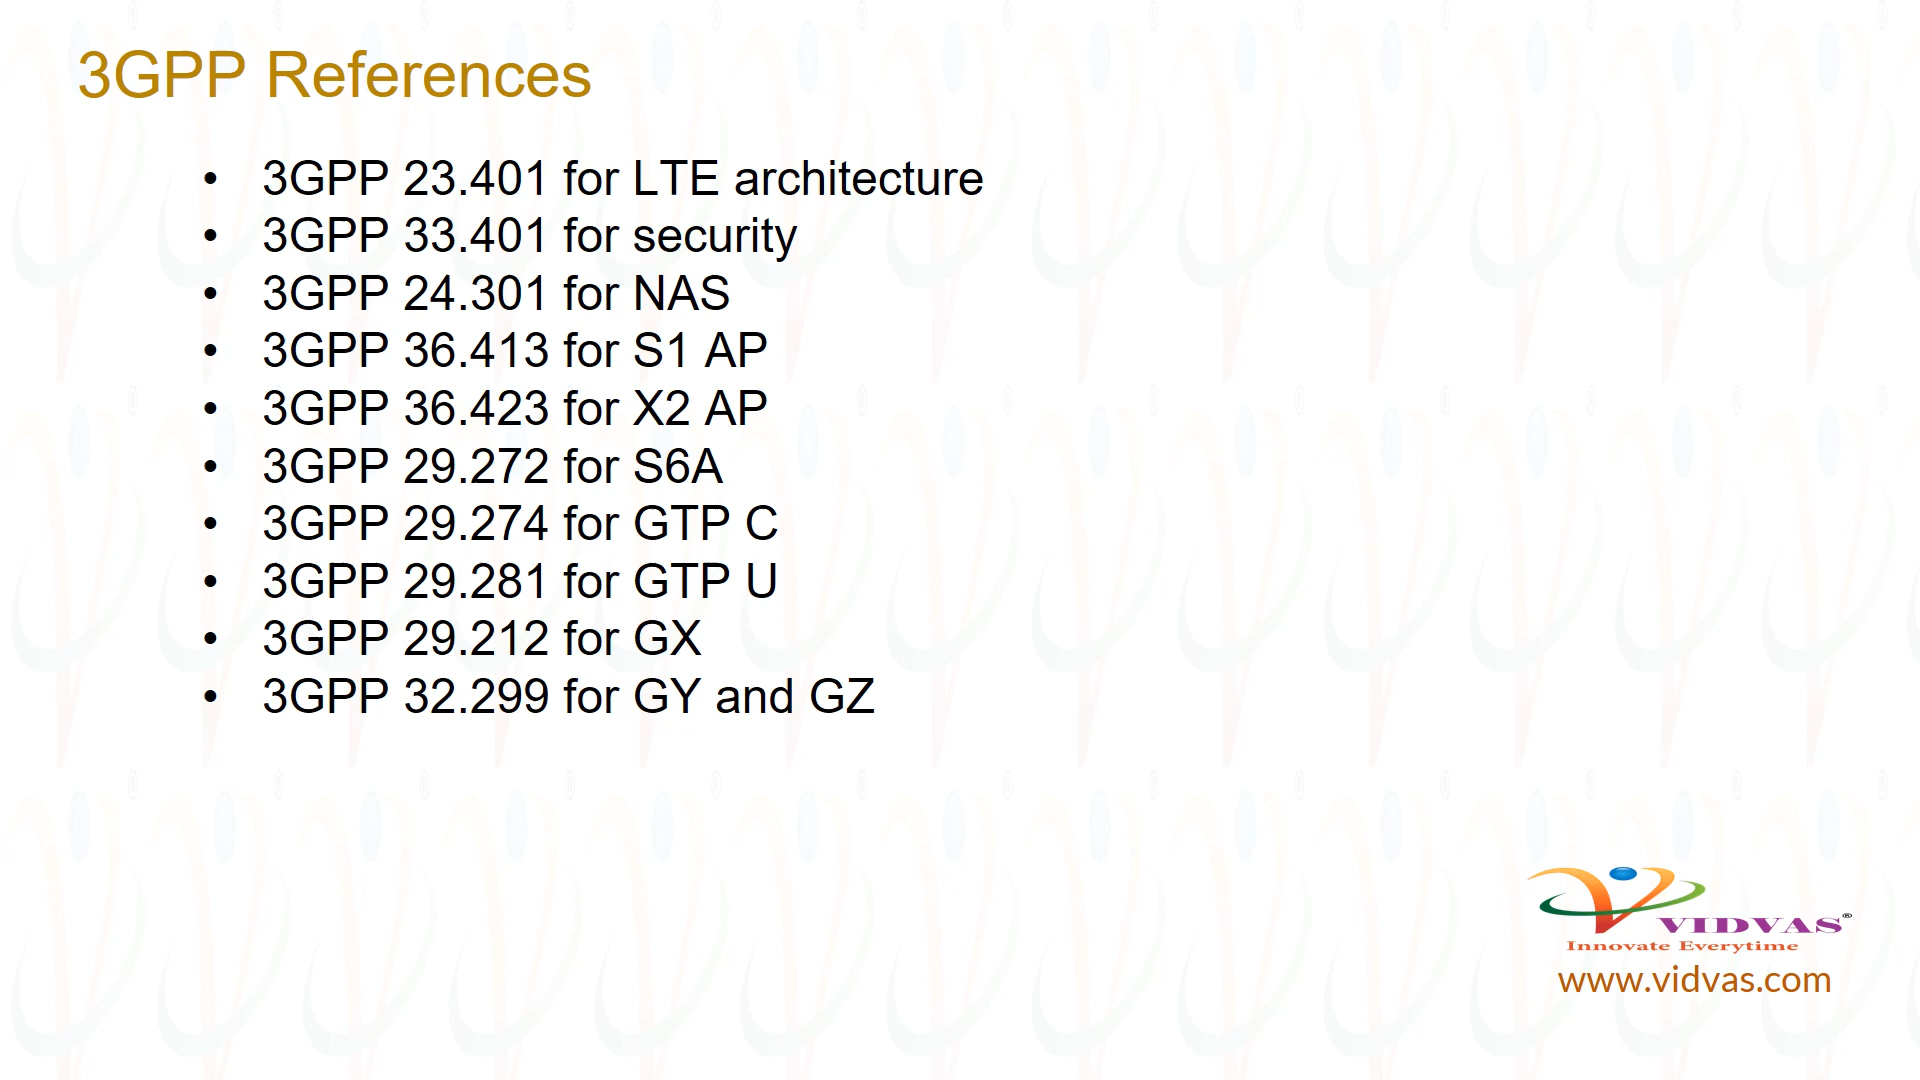 3GPP References
• 3GPP 23.401 for LTE architecture
• 3GPP 33.401 for security
• 3GPP 24.301 for NAS
• 3GPP 36.413 for S1 AP
• 3GPP 36.423 for X2 AP
• 3GPP 29.272 for S6A
• 3GPP 29.274 for GTP C
• 3GPP 29.281 for GTP U
• 3GPP 29.212 for GX
• 3GPP 32.299 for GY and GZ
VIDVAS®
Innovate Everytime
www.vidvas.com